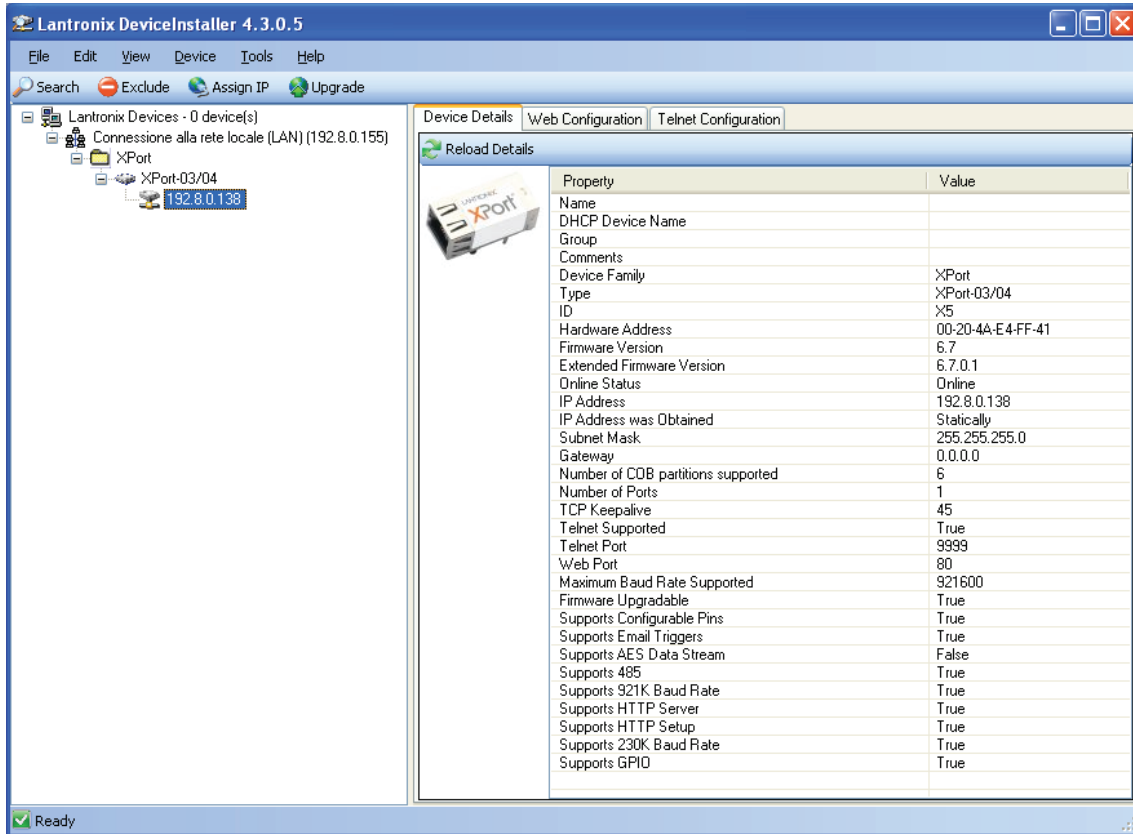 Lantronix DeviceInstaller 4.3.0.5
File Edit View Device Tools Help
Search Exclude Assign IP Upgrade
Lantronix Devices - 0 device(s)
Connessione alla rete locale (LAN) (192.8.0.155)
XPort
XPort-03/04
192.8.0.138
Device Details Web Configuration Telnet Configuration
Reload Details
LANTRONIX
XPort
Property Value
Name
DHCP Device Name
Group
Comments
Device Family XPort
Type XPort-03/04
ID X5
Hardware Address 00-20-4A-E4-FF-41
Firmware Version 6.7
Extended Firmware Version 6.7.0.1
Online Status Online
IP Address 192.8.0.138
IP Address was Obtained Statically
Subnet Mask 255.255.255.0
Gateway 0.0.0.0
Number of COB partitions supported 6
Number of Ports 1
TCP Keepalive 45
Telnet Supported True
Telnet Port 9999
Web Port 80
Maximum Baud Rate Supported 921600
Firmware Upgradable True
Supports Configurable Pins True
Supports Email Triggers True
Supports AES Data Stream False
Supports 485 True
Supports 921K Baud Rate True
Supports HTTP Server True
Supports HTTP Setup True
Supports 230K Baud Rate True
Supports GPIO True
Ready